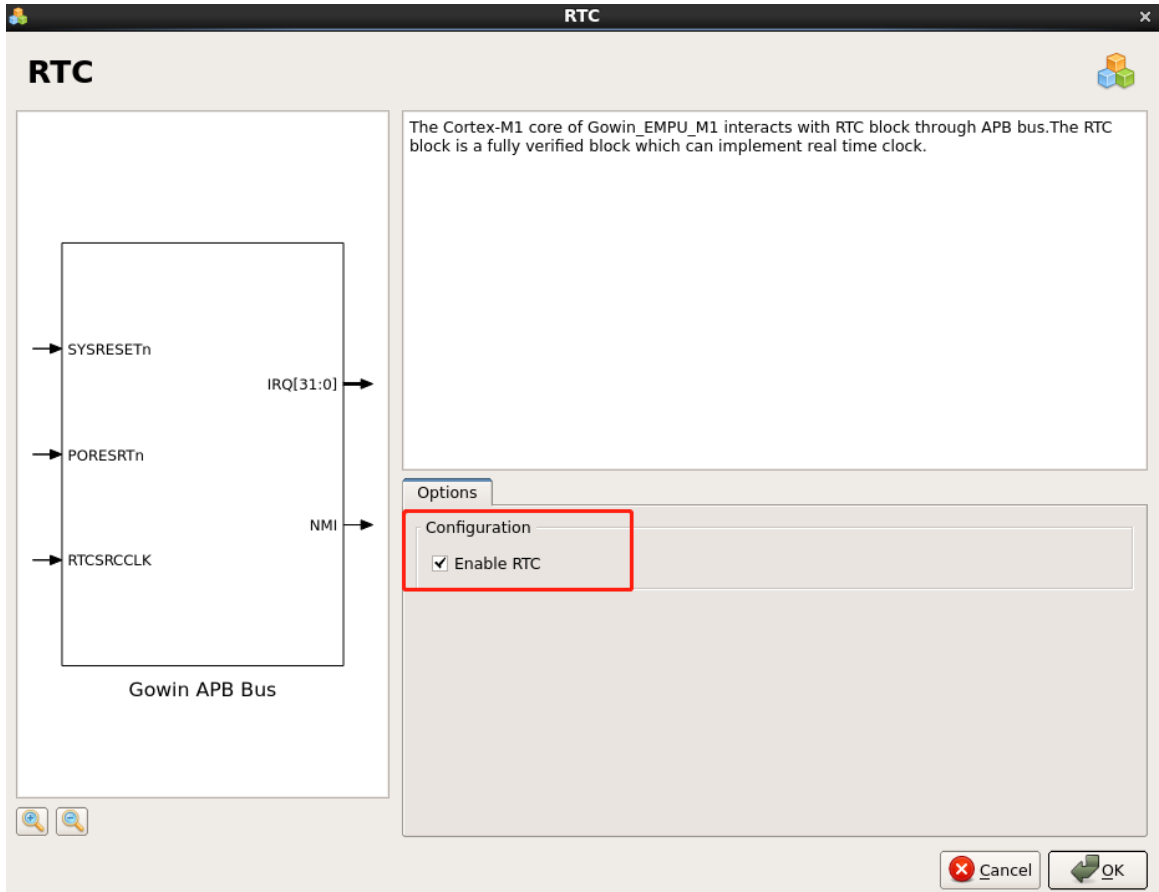 RTC
RTC
The Cortex-M1 core of Gowin_EMPU_M1 interacts with RTC block through APB bus.The RTC
block is a fully verified block which can implement real time clock.
SYSRESETn
IRQ[31:0]
PORESRTn
NMI
RTCSRCCLK
Gowin APB Bus
Options
Configuration
Enable RTC
Cancel
OK